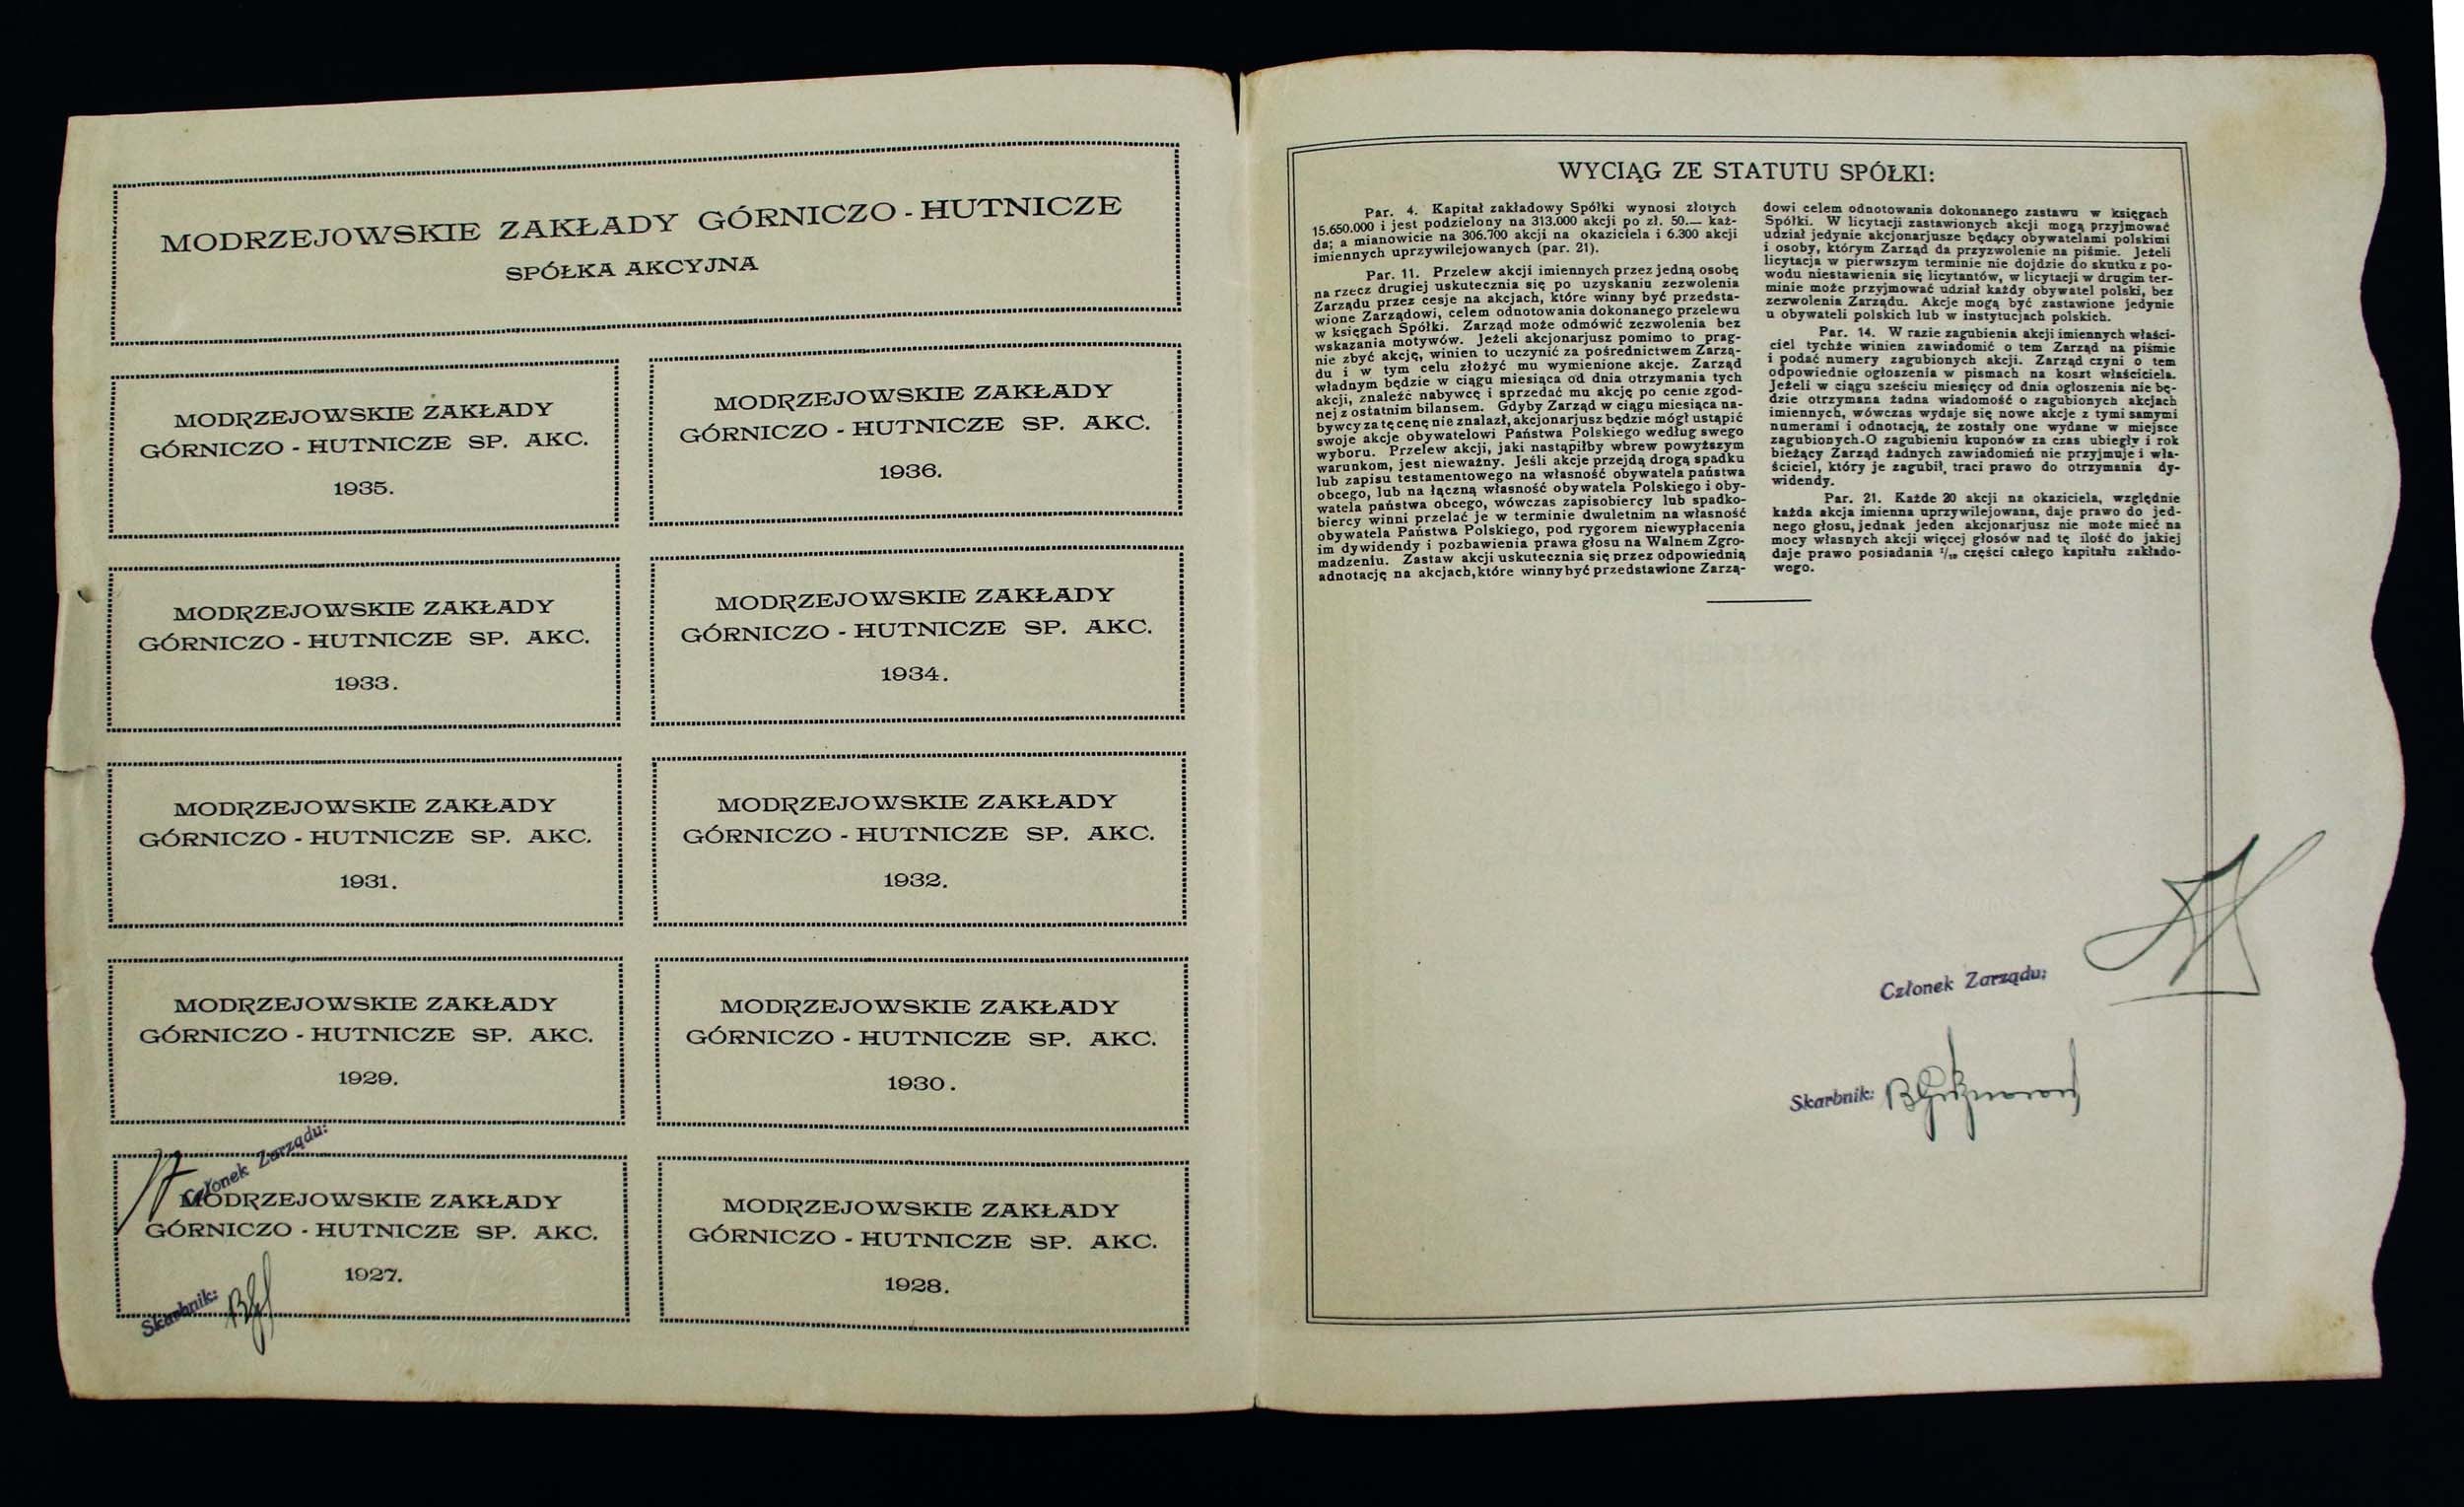 MODRZEJOWSKIE ZAKŁADY GÓRNICZO - HUTNICZE
SPÓŁKA AKCYJNA
MODRZEJOWSKIE ZAKŁADY
GÓRNICZO - HUTNICZE SP. AKC.
1935.
MODRZEJOWSKIE ZAKŁADY
GÓRNICZO - HUTNICZE SP. AKC.
1936.
MODRZEJOWSKIE ZAKŁADY
GÓRNICZO - HUTNICZE SP. AKC.
1933.
MODRZEJOWSKIE ZAKŁADY
GÓRNICZO - HUTNICZE SP. AKC.
1934.
MODRZEJOWSKIE ZAKŁADY
GÓRNICZO - HUTNICZE SP. AKC.
1931.
MODRZEJOWSKIE ZAKŁADY
GÓRNICZO - HUTNICZE SP. AKC.
1932.
MODRZEJOWSKIE ZAKŁADY
GÓRNICZO - HUTNICZE SP. AKC.
1929.
MODRZEJOWSKIE ZAKŁADY
GÓRNICZO - HUTNICZE SP. AKC.
1930.
Członek Zarządu:
MODRZEJOWSKIE ZAKŁADY
GÓRNICZO - HUTNICZE SP. AKC.
1927.
Skarbnik:
MODRZEJOWSKIE ZAKŁADY
GÓRNICZO - HUTNICZE SP. AKC.
1928.
WYCIĄG ZE STATUTU SPÓŁKI:
Par. 4. Kapitał zakładowy Spółki wynosi złotych
15.650.000 i jest podzielony na 313.000 akcji po zł. 50.— każ-
da; a mianowicie na 306.700 akcji na okaziciela i 6.300 akcji
imiennych uprzywilejowanych (par. 21).
Par. 11. Przelew akcji imiennych przez jedną osobę
na rzecz drugiej uskutecznia się po uzyskaniu zezwolenia
Zarządu przez cesje na akcjach, które winny być przedsta-
wione Zarządowi, celem odnotowania dokonanego przelewu
w księgach Spółki. Zarząd może odmówić zezwolenia bez
wskazania motywów. Jeżeli akcjonarjusz pomimo to prag-
nie zbyć akcję, winien to uczynić za pośrednictwem Zarzą-
du i w tym celu złożyć mu wymienione akcje. Zarząd
władnym będzie w ciągu miesiąca od dnia otrzymania tych
akcji, znaleźć nabywcę i sprzedać mu akcję po cenie zgod-
nej z ostatnim bilansem. Gdyby Zarząd w ciągu miesiąca na-
bywcy za tę cenę nie znalazł, akcjonarjusz będzie mógł ustąpić
swoje akcje obywatelowi Państwa Polskiego według swego
wyboru. Przelew akcji, jaki nastąpiłby wbrew powyższym
warunkom, jest nieważny. Jeśli akcje przejdą drogą spadku
lub zapisu testamentowego na własność obywatela państwa
obcego, lub na łączną własność obywatela Polskiego i oby-
watela państwa obcego, wówczas zapisobiercy lub spadko-
biercy winni przelać je w terminie dwuletnim na własność
obywatela Państwa Polskiego, pod rygorem niewypłacenia
im dywidendy i pozbawienia prawa głosu na Walnem Zgro-
madzeniu. Zastaw akcji uskutecznia się przez odpowiednią
adnotację na akcjach, które winny być przedstawione Zarzą-
dowi celem odnotowania dokonanego zastawu w księgach
Spółki. W licytacji zastawionych akcji mogą przyjmować
udział jedynie akcjonarjusze będący obywatelami polskimi
i osoby, którym Zarząd da przyzwolenie na piśmie. Jeżeli
licytacja w pierwszym terminie nie dojdzie do skutku z po-
wodu niestawienia się licytantów, w licytacji w drugim ter-
minie może przyjmować udział każdy obywatel polski, bez
zezwolenia Zarządu. Akcje mogą być zastawione jedynie
u obywateli polskich lub w instytucjach polskich.
Par. 14. W razie zagubienia akcji imiennych właści-
ciel tychże winien zawiadomić o tem Zarząd na piśmie
i podać numery zagubionych akcji. Zarząd czyni o tem
odpowiednie ogłoszenia w pismach na koszt właściciela.
Jeżeli w ciągu sześciu miesięcy od dnia ogłoszenia nie bę-
dzie otrzymana żadna wiadomość o zagubionych akcjach
imiennych, wówczas wydaje się nowe akcje z tymi samymi
numerami i odnotacją, że zostały one wydane w miejsce
zagubionych. O zagubieniu kuponów za czas ubiegły i rok
bieżący Zarząd żadnych zawiadomień nie przyjmuje i wła-
ściciel, który je zagubił, traci prawo do otrzymania dy-
widendy.
Par. 21. Każde 20 akcji na okaziciela, względnie
każda akcja imienna uprzywilejowana, daje prawo do jed-
nego głosu, jednak jeden akcjonarjusz nie może mieć na
mocy własnych akcji więcej głosów nad tę ilość do jakiej
daje prawo posiadania części całego kapitału zakłado-
wego.
Członek Zarządu:
Skarbnik: